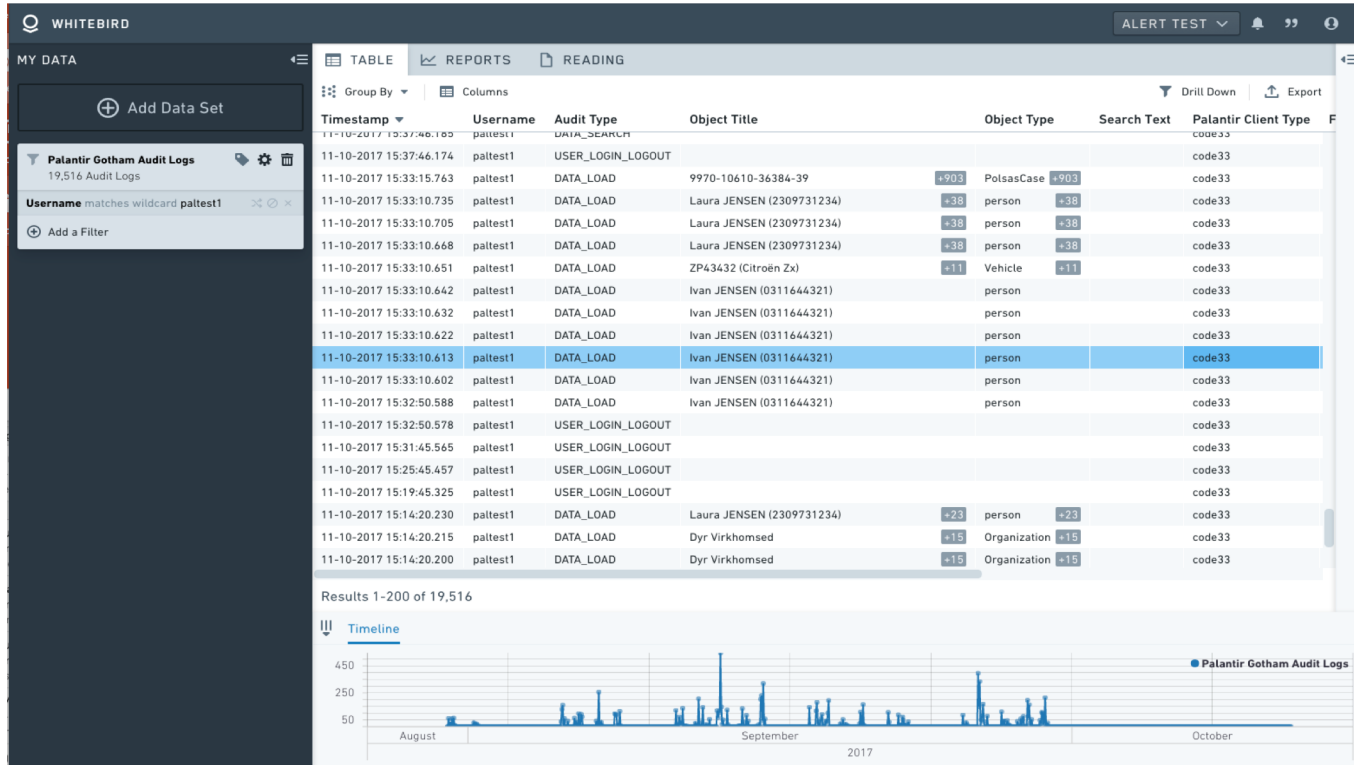 WHITEBIRD
ALERT TEST
MY DATA
TABLE REPORTS READING
Add Data Set
Group By Columns Drill Down Export
Timestamp Username Audit Type Object Title Object Type Search Text Palantir Client Type F
11-10-2017 15:37:46.185 paltest1 DATA_SEARCH code33
Palantir Gotham Audit Logs
19,516 Audit Logs
Username matches wildcard paltest1
Add a Filter
11-10-2017 15:37:46.174 paltest1 USER_LOGIN_LOGOUT code33
11-10-2017 15:33:15.763 paltest1 DATA_LOAD 9970-10610-36384-39 +903 PolsasCase +903 code33
11-10-2017 15:33:10.735 paltest1 DATA_LOAD Laura JENSEN (2309731234) +38 person +38 code33
11-10-2017 15:33:10.705 paltest1 DATA_LOAD Laura JENSEN (2309731234) +38 person +38 code33
11-10-2017 15:33:10.668 paltest1 DATA_LOAD Laura JENSEN (2309731234) +38 person +38 code33
11-10-2017 15:33:10.651 paltest1 DATA_LOAD ZP43432 (Citroën Zx) +11 Vehicle +11 code33
11-10-2017 15:33:10.642 paltest1 DATA_LOAD Ivan JENSEN (0311644321) person code33
11-10-2017 15:33:10.632 paltest1 DATA_LOAD Ivan JENSEN (0311644321) person code33
11-10-2017 15:33:10.622 paltest1 DATA_LOAD Ivan JENSEN (0311644321) person code33
11-10-2017 15:33:10.613 paltest1 DATA_LOAD Ivan JENSEN (0311644321) person code33
11-10-2017 15:33:10.602 paltest1 DATA_LOAD Ivan JENSEN (0311644321) person code33
11-10-2017 15:32:50.588 paltest1 DATA_LOAD Ivan JENSEN (0311644321) person code33
11-10-2017 15:32:50.578 paltest1 USER_LOGIN_LOGOUT code33
11-10-2017 15:31:45.565 paltest1 USER_LOGIN_LOGOUT code33
11-10-2017 15:25:45.457 paltest1 USER_LOGIN_LOGOUT code33
11-10-2017 15:19:45.325 paltest1 USER_LOGIN_LOGOUT code33
11-10-2017 15:14:20.230 paltest1 DATA_LOAD Laura JENSEN (2309731234) +23 person +23 code33
11-10-2017 15:14:20.215 paltest1 DATA_LOAD Dyr Virkhomsed +15 Organization +15 code33
11-10-2017 15:14:20.200 paltest1 DATA_LOAD Dyr Virkhomsed +15 Organization +15 code33
Results 1-200 of 19,516
Timeline
Palantir Gotham Audit Logs
450
250
50
August September October
2017